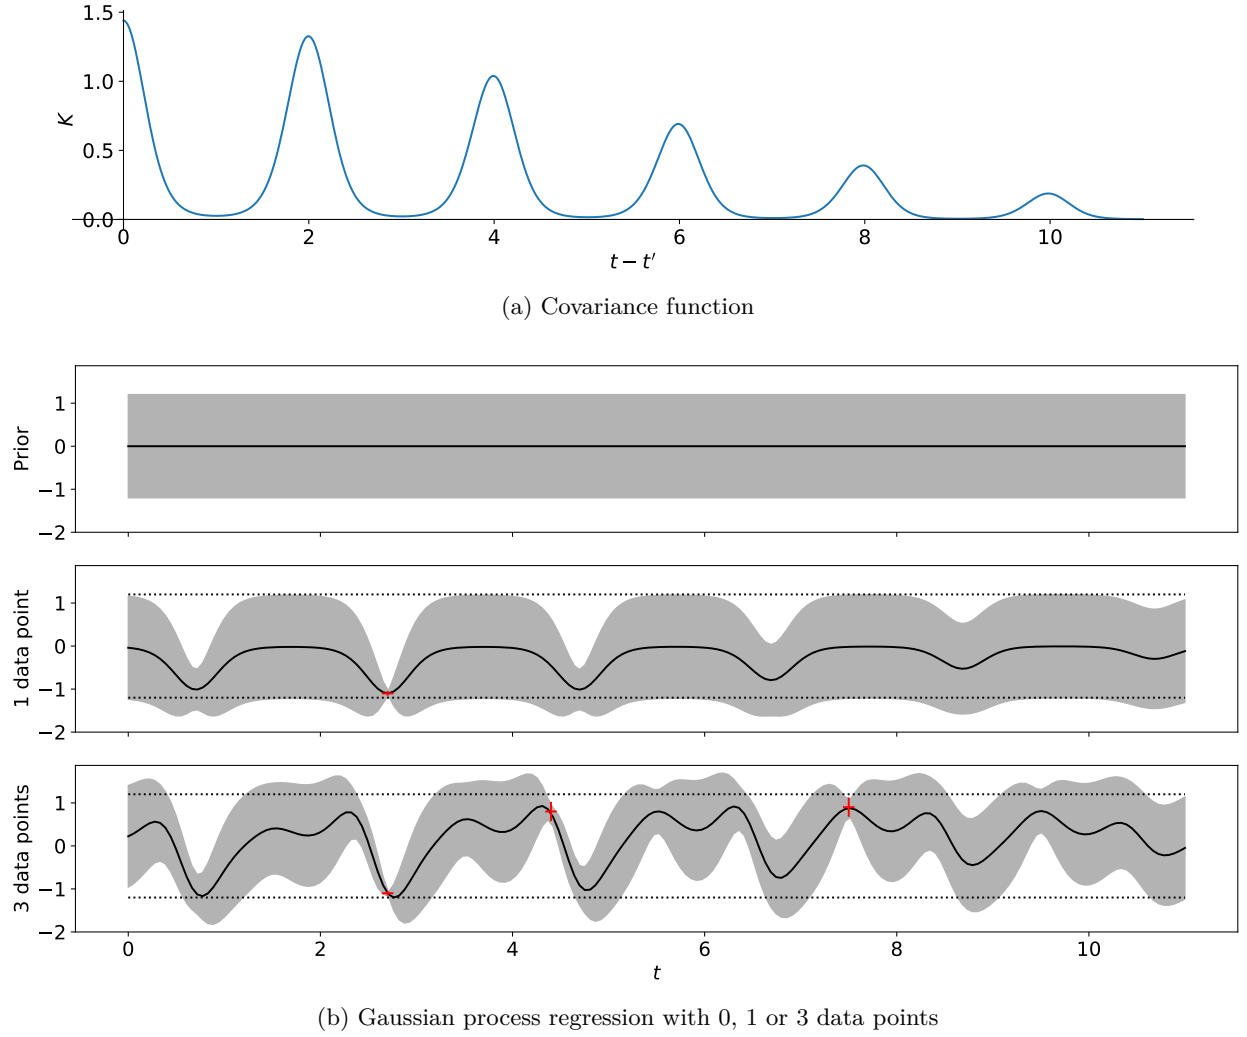 1.5
1.0
0.5
0.0
K
0 2 4 6 8 10
t − t′
(a) Covariance function
1
0
−1
−2
Prior
1
0
−1
−2
1 data point
1
0
−1
−2
3 data points
0 2 4 6 8 10
t
(b) Gaussian process regression with 0, 1 or 3 data points